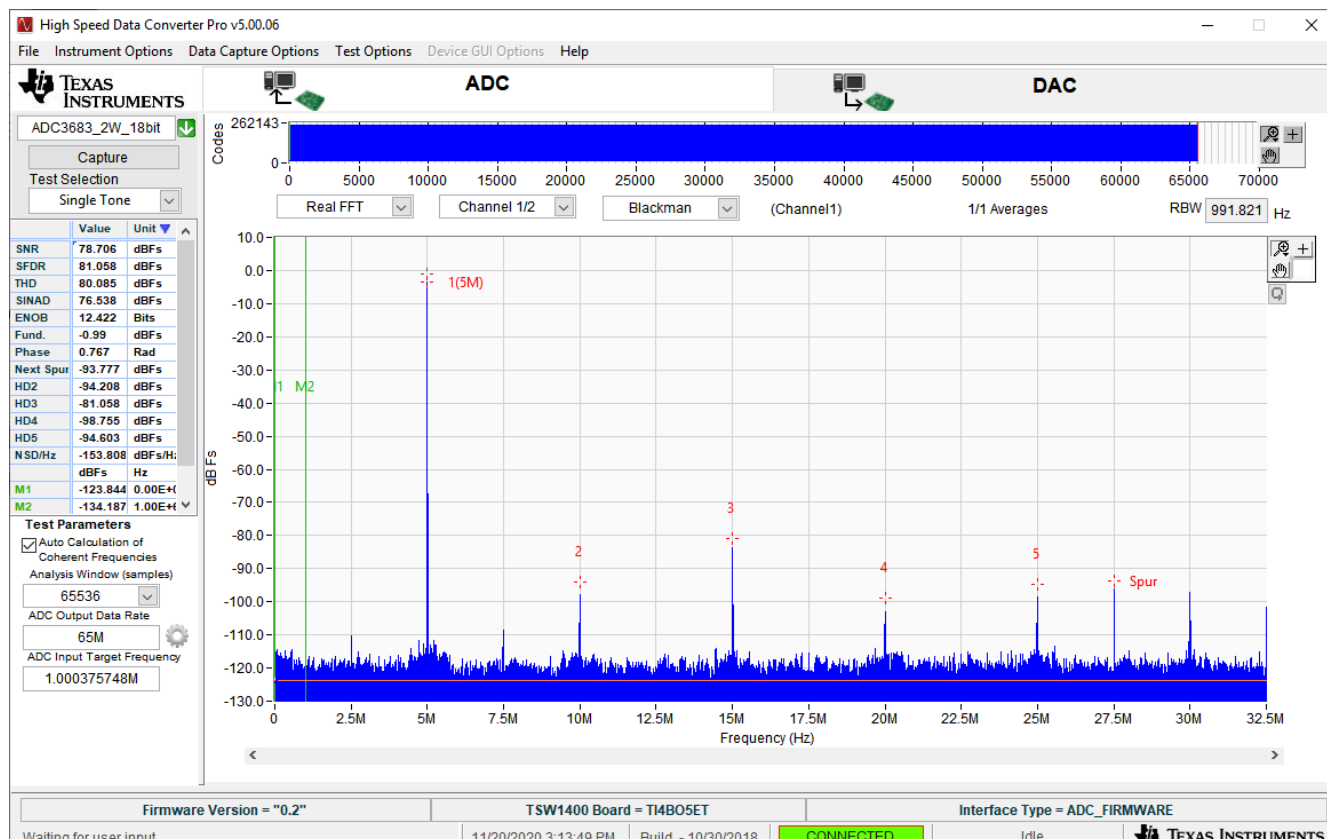 High Speed Data Converter Pro v5.00.06
File Instrument Options Data Capture Options Test Options Device GUI Options Help
TEXAS INSTRUMENTS
ADC
DAC
ADC3683_2W_18bit
Capture
Test Selection
Single Tone
Codes
262143
0
0 5000 10000 15000 20000 25000 30000 35000 40000 45000 50000 55000 60000 65000 70000
Real FFT Channel 1/2 Blackman (Channel1) 1/1 Averages RBW 991.821 Hz
Value Unit
SNR 78.706 dBFs
SFDR 81.058 dBFs
THD 80.085 dBFs
SINAD 76.538 dBFs
ENOB 12.422 Bits
Fund. -0.99 dBFs
Phase 0.767 Rad
Next Spur -93.777 dBFs
HD2 -94.208 dBFs
HD3 -81.058 dBFs
HD4 -98.755 dBFs
HD5 -94.603 dBFs
NSD/Hz -153.808 dBFs/H
dBFs Hz
M1 -123.844 0.00E+
M2 -134.187 1.00E+
Test Parameters
Auto Calculation of
Coherent Frequencies
Analysis Window (samples)
65536
ADC Output Data Rate
65M
ADC Input Target Frequency
1.000375748M
dBFs
10.0
0.0
-10.0
-20.0
-30.0
-40.0
-50.0
-60.0
-70.0
-80.0
-90.0
-100.0
-110.0
-120.0
-130.0
1(5M)
M2
2
3
4
5
Spur
0 2.5M 5M 7.5M 10M 12.5M 15M 17.5M 20M 22.5M 25M 27.5M 30M 32.5M
Frequency (Hz)
Firmware Version = "0.2" TSW1400 Board = TI4BO5ET Interface Type = ADC_FIRMWARE
Waiting for user input 11/20/2020 3:13:49 PM Build - 10/30/2018 CONNECTED Idle TEXAS INSTRUMENTS